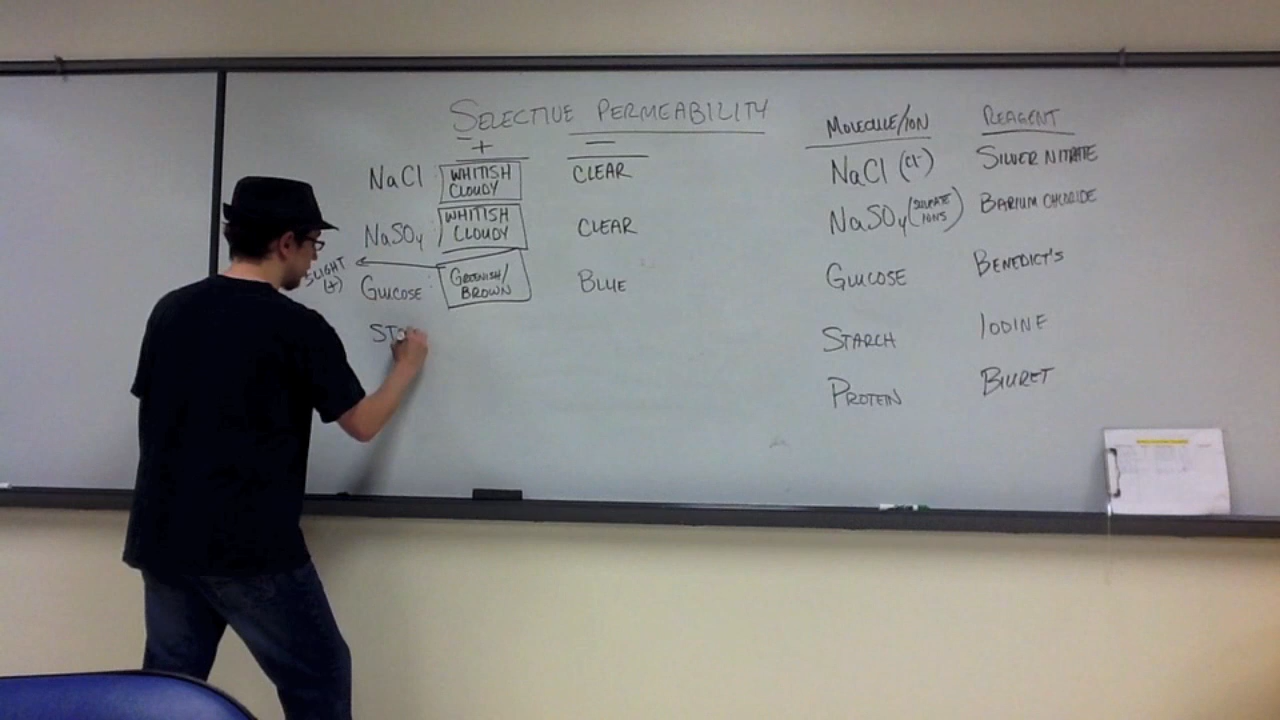 SELECTIVE PERMEABILITY
+ −
NaCl WHITISH CLOUDY CLEAR
NaSO4 WHITISH CLOUDY CLEAR
SLIGHT (+) GLUCOSE : GREENISH/ BROWN BLUE
STA
MOLECULE/ION REAGENT
NaCl (Cl-) SILVER NITRATE
NaSO4 (SULFATE IONS) BARIUM CHLORIDE
GLUCOSE BENEDICT'S
STARCH IODINE
PROTEIN BIURET